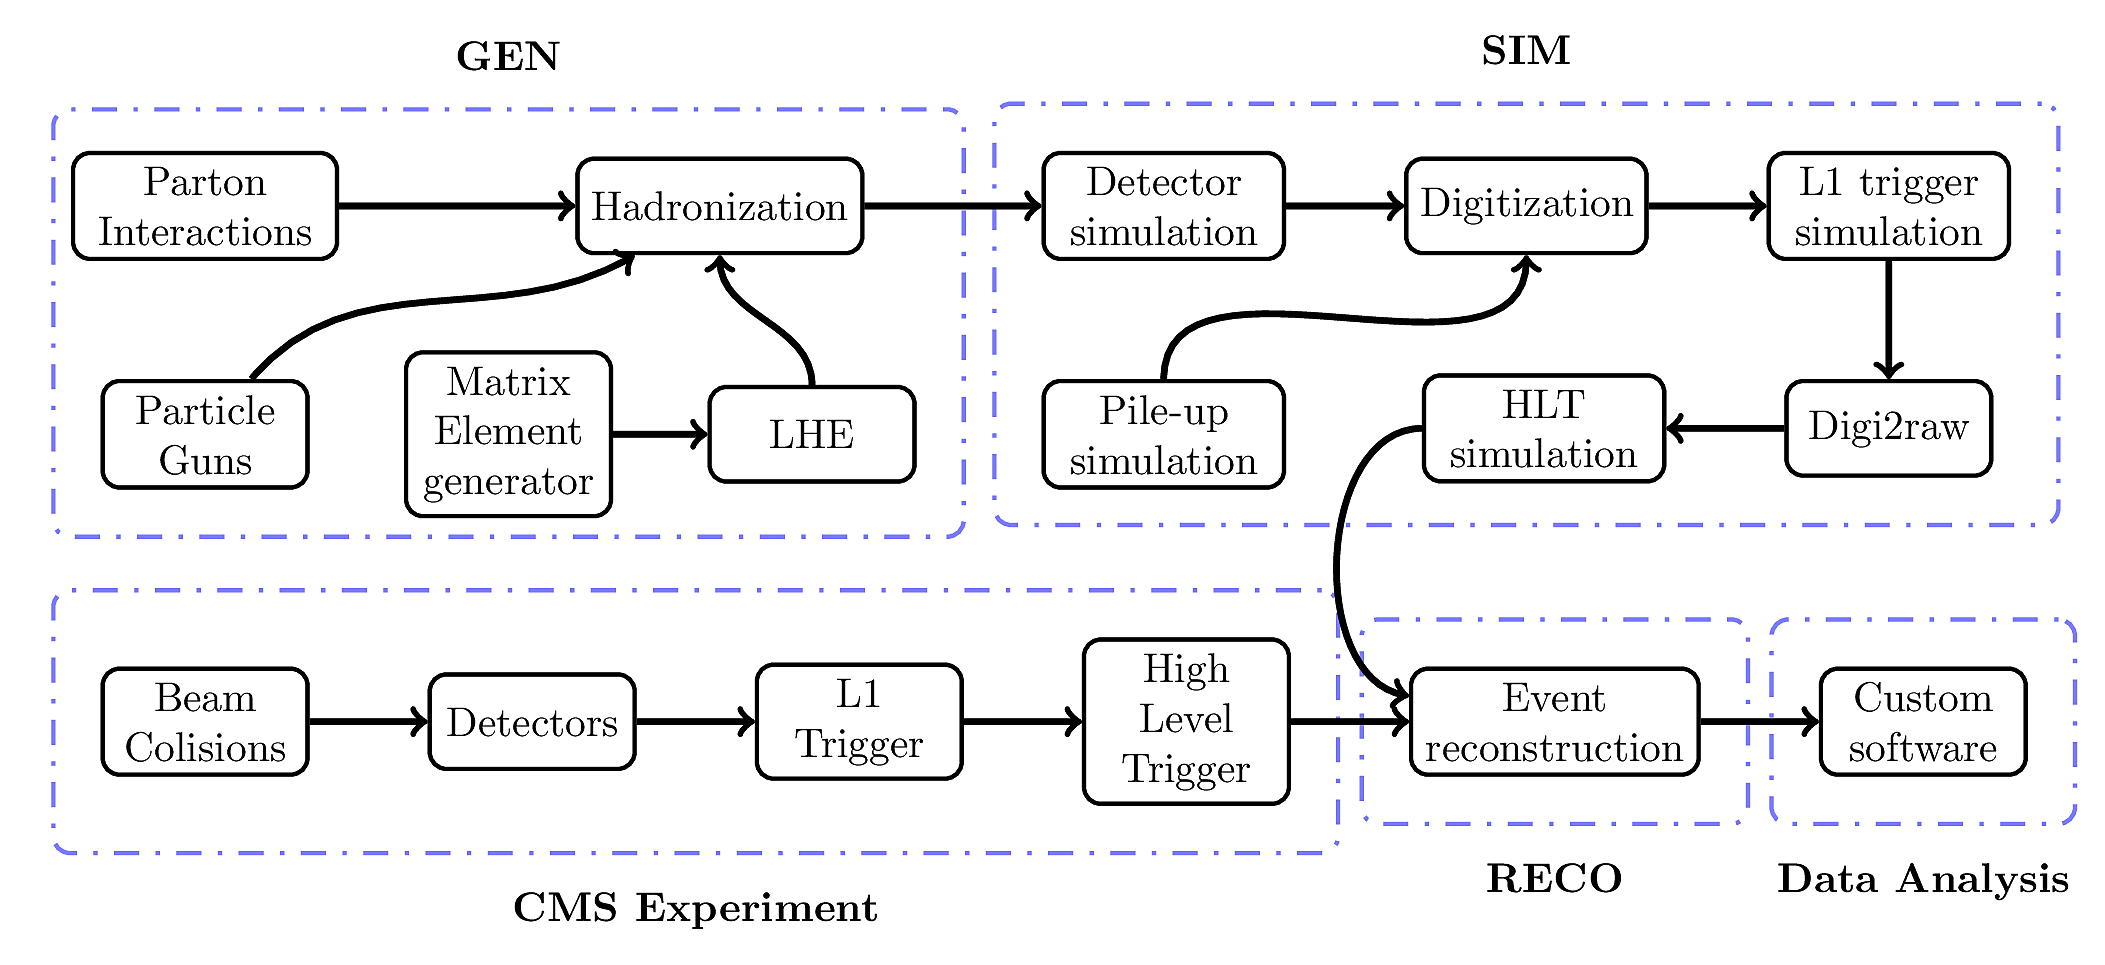 GEN
SIM
Parton
Interactions
Hadronization
Detector
simulation
Digitization
L1 trigger
simulation
Particle
Guns
Matrix
Element
generator
LHE
Pile-up
simulation
HLT
simulation
Digi2raw
Beam
Colisions
Detectors
L1
Trigger
High
Level
Trigger
Event
reconstruction
Custom
software
CMS Experiment
RECO
Data Analysis